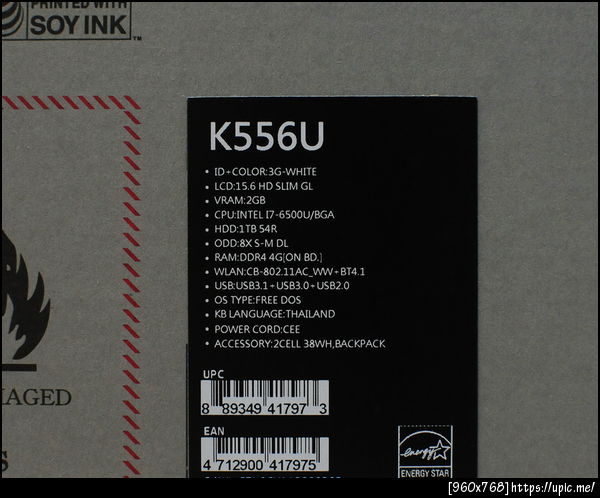 PRINTED WITH
SOY INK
TM
K556U
• ID+COLOR:3G-WHITE
• LCD:15.6 HD SLIM GL
• VRAM:2GB
• CPU:INTEL I7-6500U/BGA
• HDD:1TB 54R
• ODD:8X S-M DL
• RAM:DDR4 4G[ON BD.]
• WLAN:CB-802.11AC_WW+BT4.1
• USB:USB3.1+USB3.0+USB2.0
• OS TYPE:FREE DOS
• KB LANGUAGE:THAILAND
• POWER CORD:CEE
• ACCESSORY:2CELL 38WH,BACKPACK
UPC
8 89349 41797 3
MAGED
EAN
4 712900 417975
energy
ENERGY STAR
S
[960x768]https://upic.me/